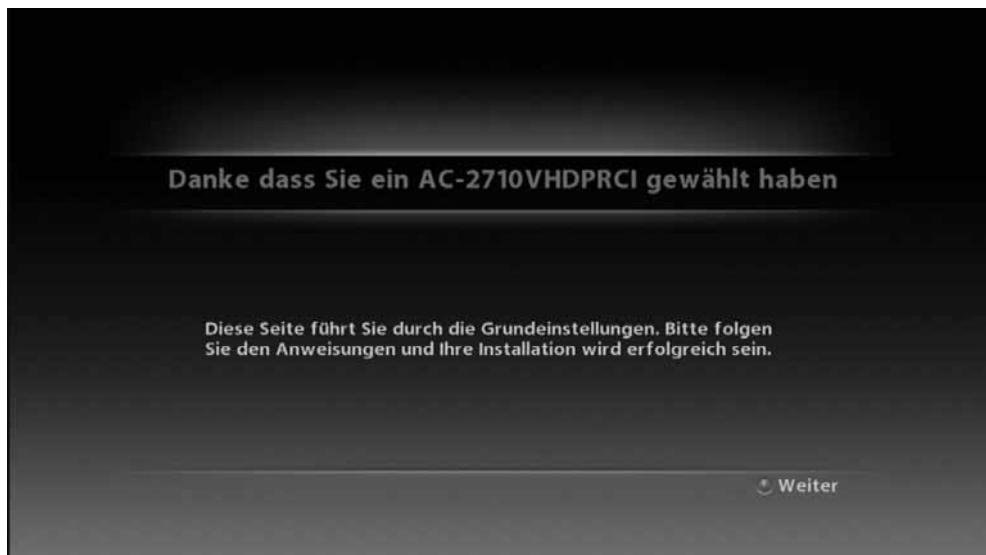 Danke dass Sie ein AC-2710VHDPRCI gewählt haben
Diese Seite führt Sie durch die Grundeinstellungen. Bitte folgen
Sie den Anweisungen und Ihre Installation wird erfolgreich sein.
Weiter